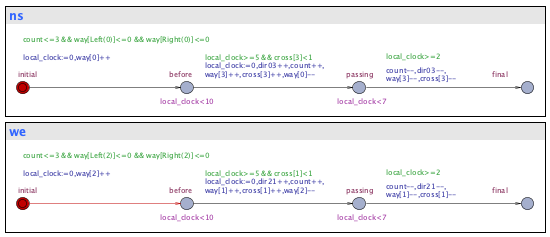 ns
count<=3 && way[Left(0)]<=0 && way[Right(0)]<=0
local_clock:=0,way[0]++
initial
before
local_clock<10
local_clock>=5 && cross[3]<1
local_clock:=0,dir03++,count++,
way[3]++,cross[3]++,way[0]--
passing
local_clock<7
local_clock>=2
count--,dir03--,
way[3]--,cross[3]--
final
we
count<=3 && way[Left(2)]<=0 && way[Right(2)]<=0
local_clock:=0,way[2]++
initial
before
local_clock<10
local_clock>=5 && cross[3]<1
local_clock:=0,dir21++,count++,
way[1]++,cross[1]++,way[2]--
passing
local_clock<7
local_clock>=2
count--,dir21--,
way[1]--,cross[1]--
final